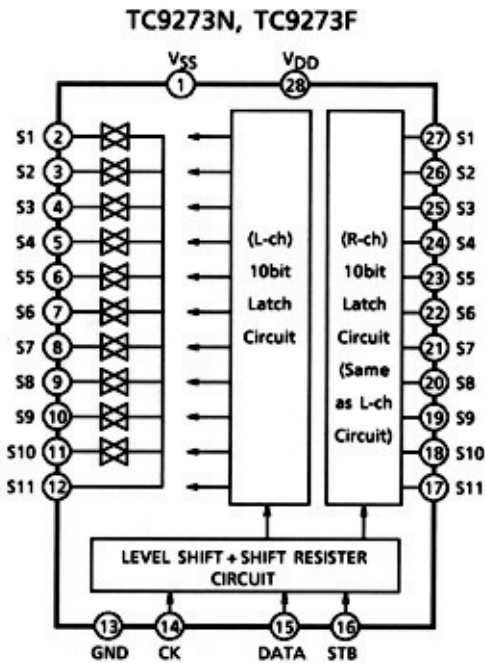 TC9273N, TC9273F
VSS VDD
1 28
S1 2 27 S1
S2 3 26 S2
S3 4 25 S3
S4 5 24 S4
S5 6 23 S5
S6 7 22 S6
S7 8 21 S7
S8 9 20 S8
S9 10 19 S9
S10 11 18 S10
S11 12 17 S11
(L-ch)
10bit
Latch
Circuit
(R-ch)
10bit
Latch
Circuit
(Same
as L-ch
Circuit)
LEVEL SHIFT + SHIFT RESISTER
CIRCUIT
13 14 15 16
GND CK DATA STB